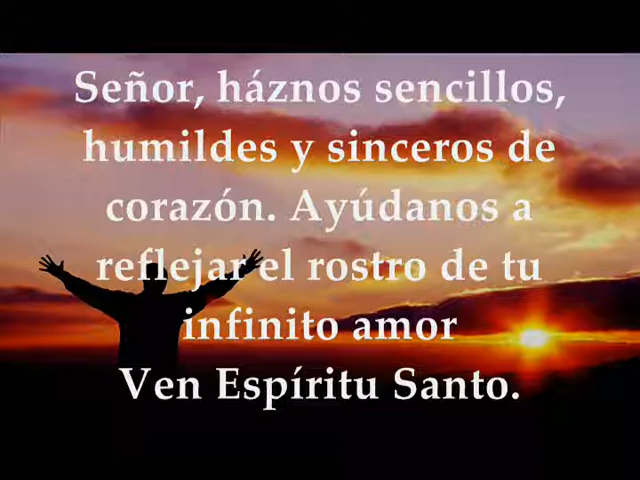 Señor, háznos sencillos,
humildes y sinceros de
corazón. Ayúdanos a
reflejar el rostro de tu
infinito amor
Ven Espíritu Santo.